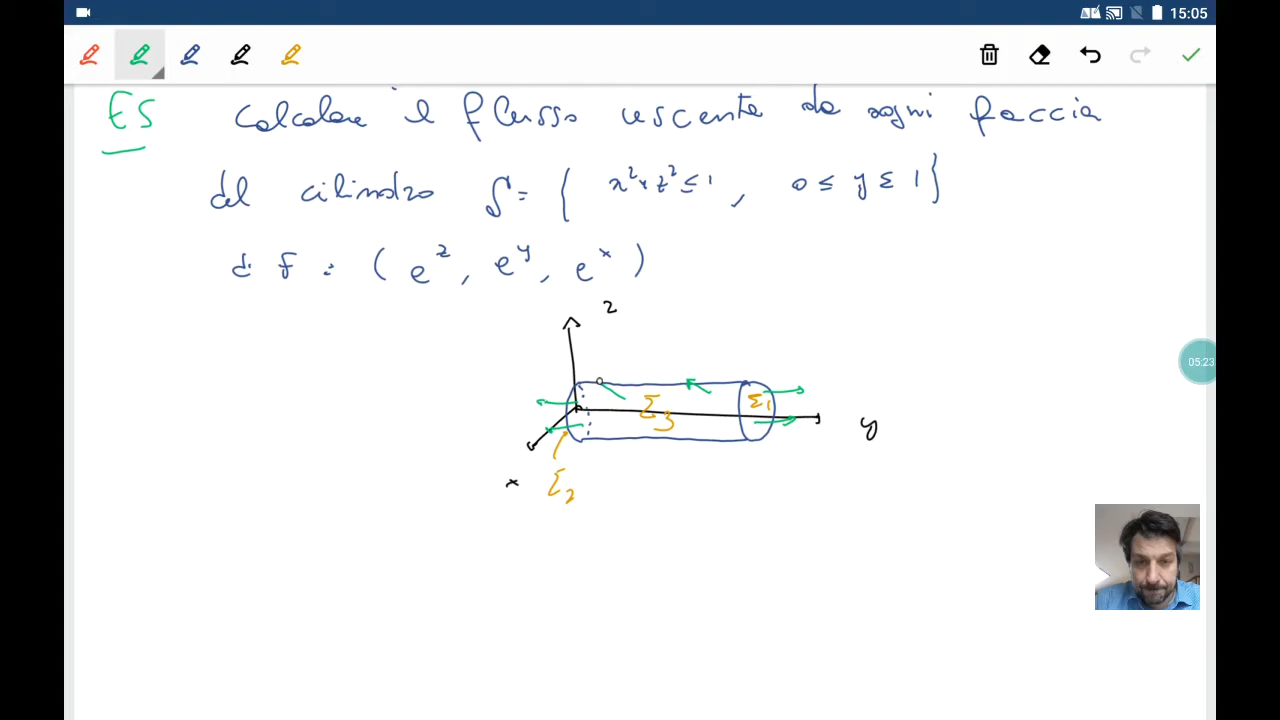 15:05
ES Calcolare il flusso uscente da ogni faccia
del cilindro S = { x² + z² ≤ 1 , 0 ≤ y ≤ 1 }
di f = ( e^z , e^y , e^x )
z
Σ3 Σ1
y
x Σ2
05:23